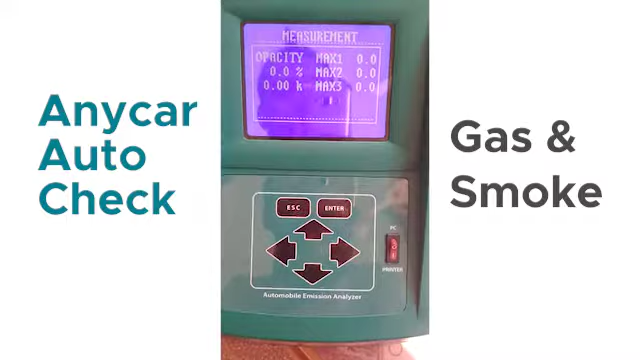 Anycar
Auto
Check
MEASUREMENT
OPACITY MAX1 0.0
0.0 % MAX2 0.0
0.00 k MAX3 0.0
ESC ENTER
PC
PRINTER
Automobile Emission Analyzer
Gas &
Smoke